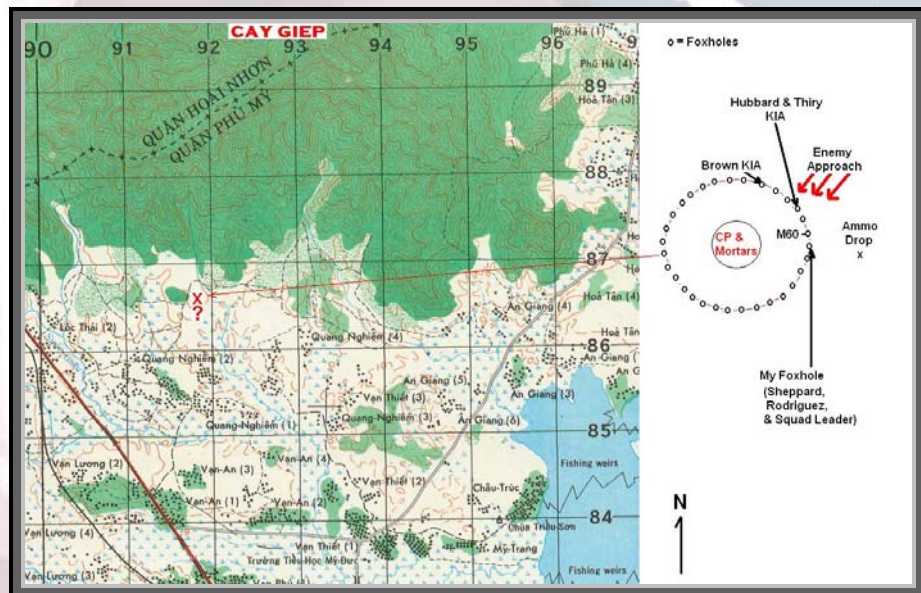 CAY GIEP
90 91 92 93 94 95 96
Phú Hà (1)
Phú Hà (4)
89
Hoà Tân (3)
QUẬN HOÀI NHƠN
QUẬN PHÙ MỸ
88
87
X
?
Hoà Tân (4)
An Giang (4)
Lôc Thái (2)
Quang Nghiêm (4)
86
Hoà Tân
Quang Nghiêm (2)
An Giang (5)
An Giang (3)
Vạn Thiết (3)
Quang-Nghiêm (3)
An Giang (6)
Quang-Nghiêm (1)
85
Vạn Lương (2)
Vạn-An (3)
Vạn-An (4)
Fishing weirs
Vạn-An (1)
Vạn-An (2)
Vạn Thiết (2)
Châu-Trúc
84
Chùa Triều-Sơn
Vạn Lương (4)
Vạn Thiết (1)
Mỹ-Trang
Trường Tiểu-Học Mỹ-Đức
Vạn-Lương (3)
Fishing weirs
o = Foxholes
Hubbard & Thiry
KIA
Enemy
Approach
Brown KIA
CP &
Mortars
M60
Ammo
Drop
x
My Foxhole
(Sheppard,
Rodriguez,
& Squad Leader)
N